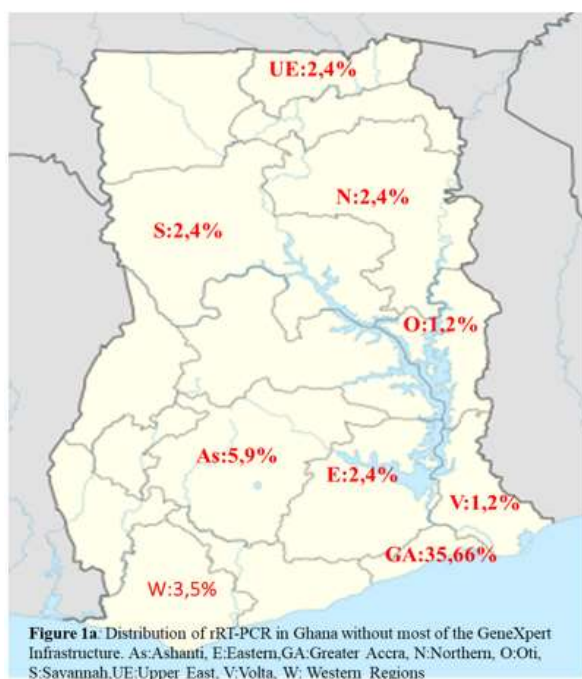 UE:2,4%
N:2,4%
S:2,4%
O:1,2%
As:5,9%
E:2,4%
V:1,2%
GA:35,66%
W:3,5%
Figure 1a: Distribution of rRT-PCR in Ghana without most of the GeneXpert
Infrastructure. As:Ashanti, E:Eastern,GA:Greater Accra, N:Northern, O:Oti,
S:Savannah,UE:Upper East, V:Volta, W: Western Regions